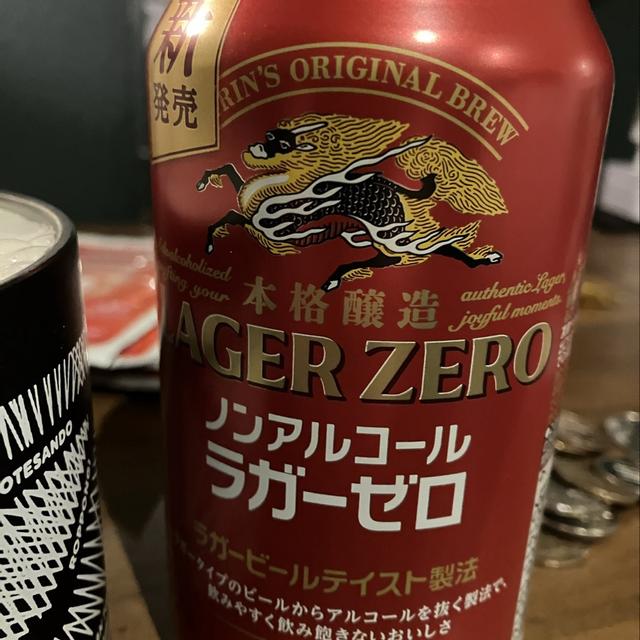 新
発売
RIN'S ORIGINAL BREW
alcoholized
your
本格醸造
authentic Lager,
joyful moments.
LAGER ZERO
ノンアルコール
ラガーゼロ
ラガービールテイスト製法
タイプのビールからアルコールを抜く製法で、
飲みやすく飲み飽きないおいしさ
OTESANDO